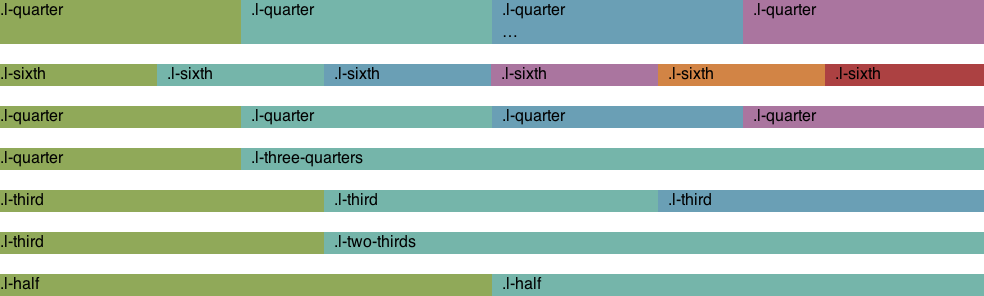 .l-quarter .l-quarter .l-quarter .l-quarter
...
.l-sixth .l-sixth .l-sixth .l-sixth .l-sixth .l-sixth
.l-quarter .l-quarter .l-quarter .l-quarter
.l-quarter .l-three-quarters
.l-third .l-third .l-third
.l-third .l-two-thirds
.l-half .l-half